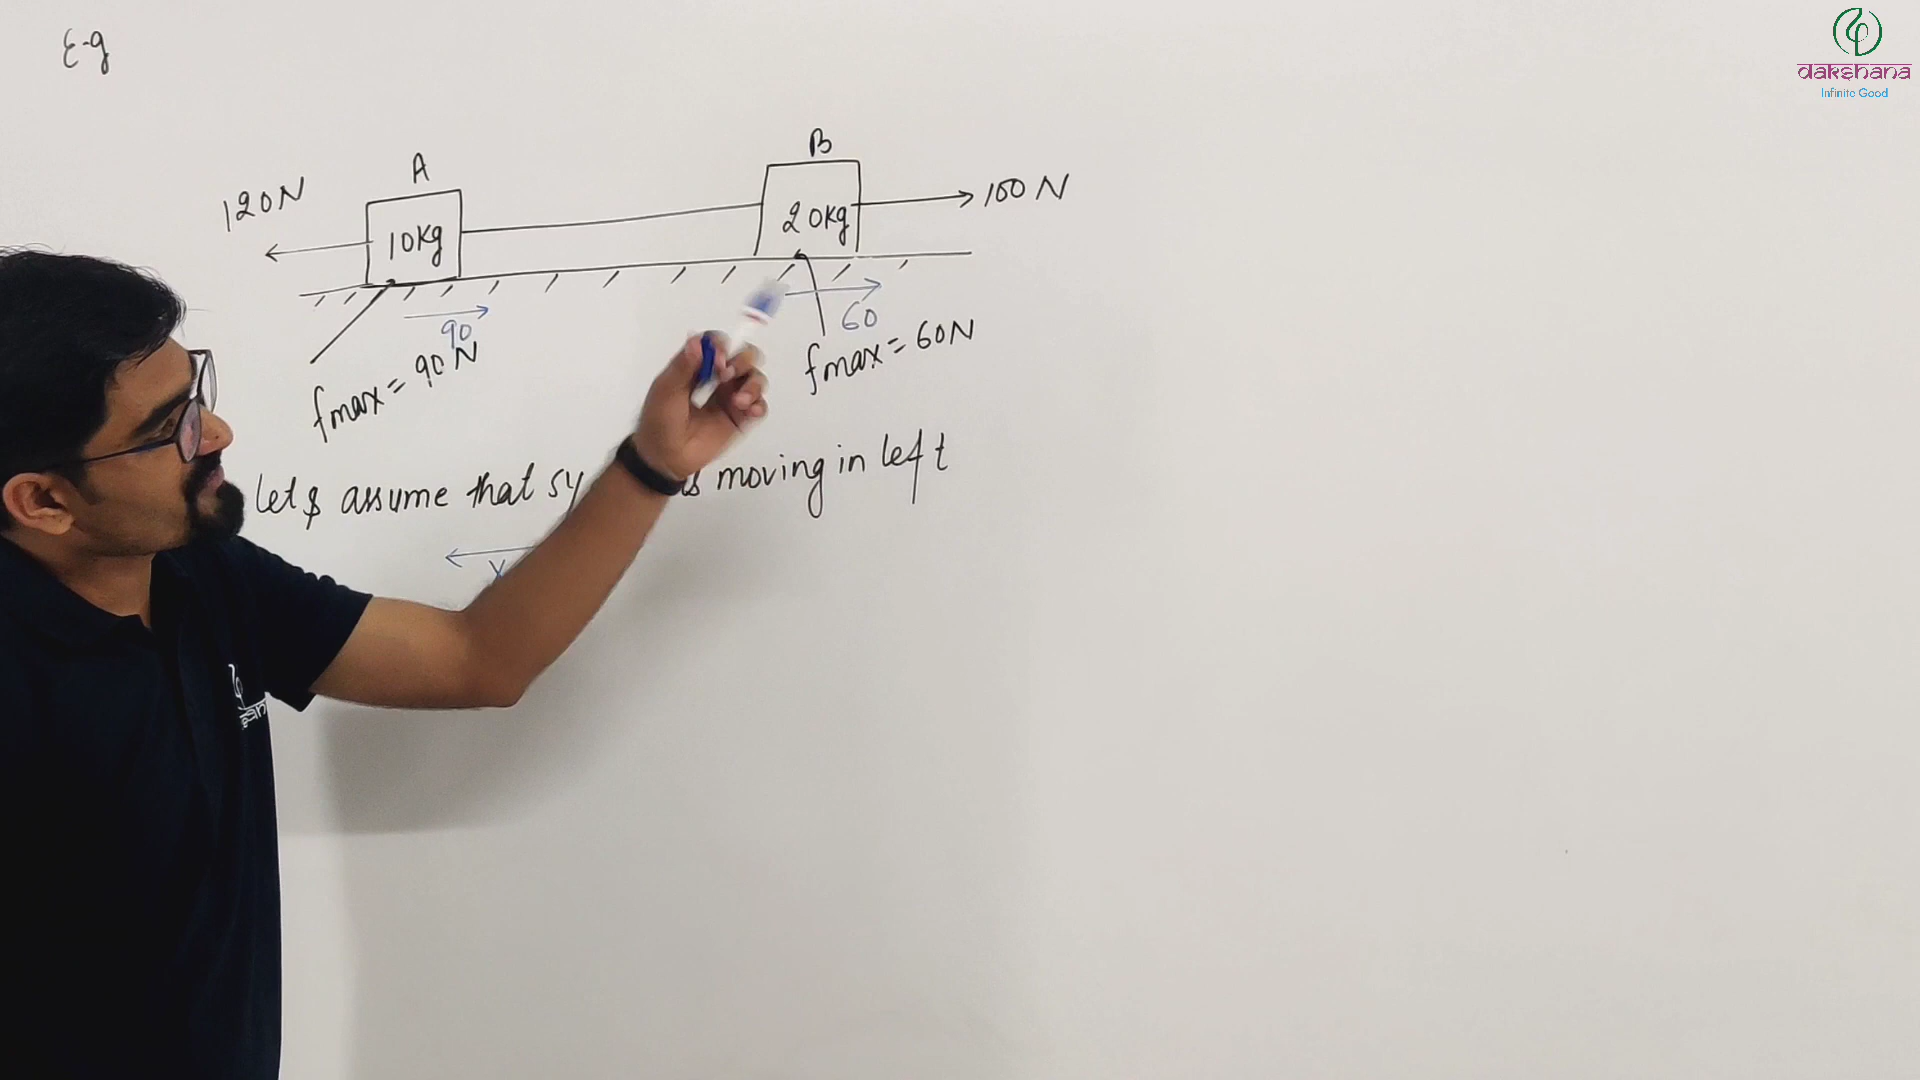 E-g
dakshana
Infinite Good
A
B
120N
10kg
20kg
100 N
90
60
fmax = 90 N
fmax = 60N
lets assume that sy moving in left